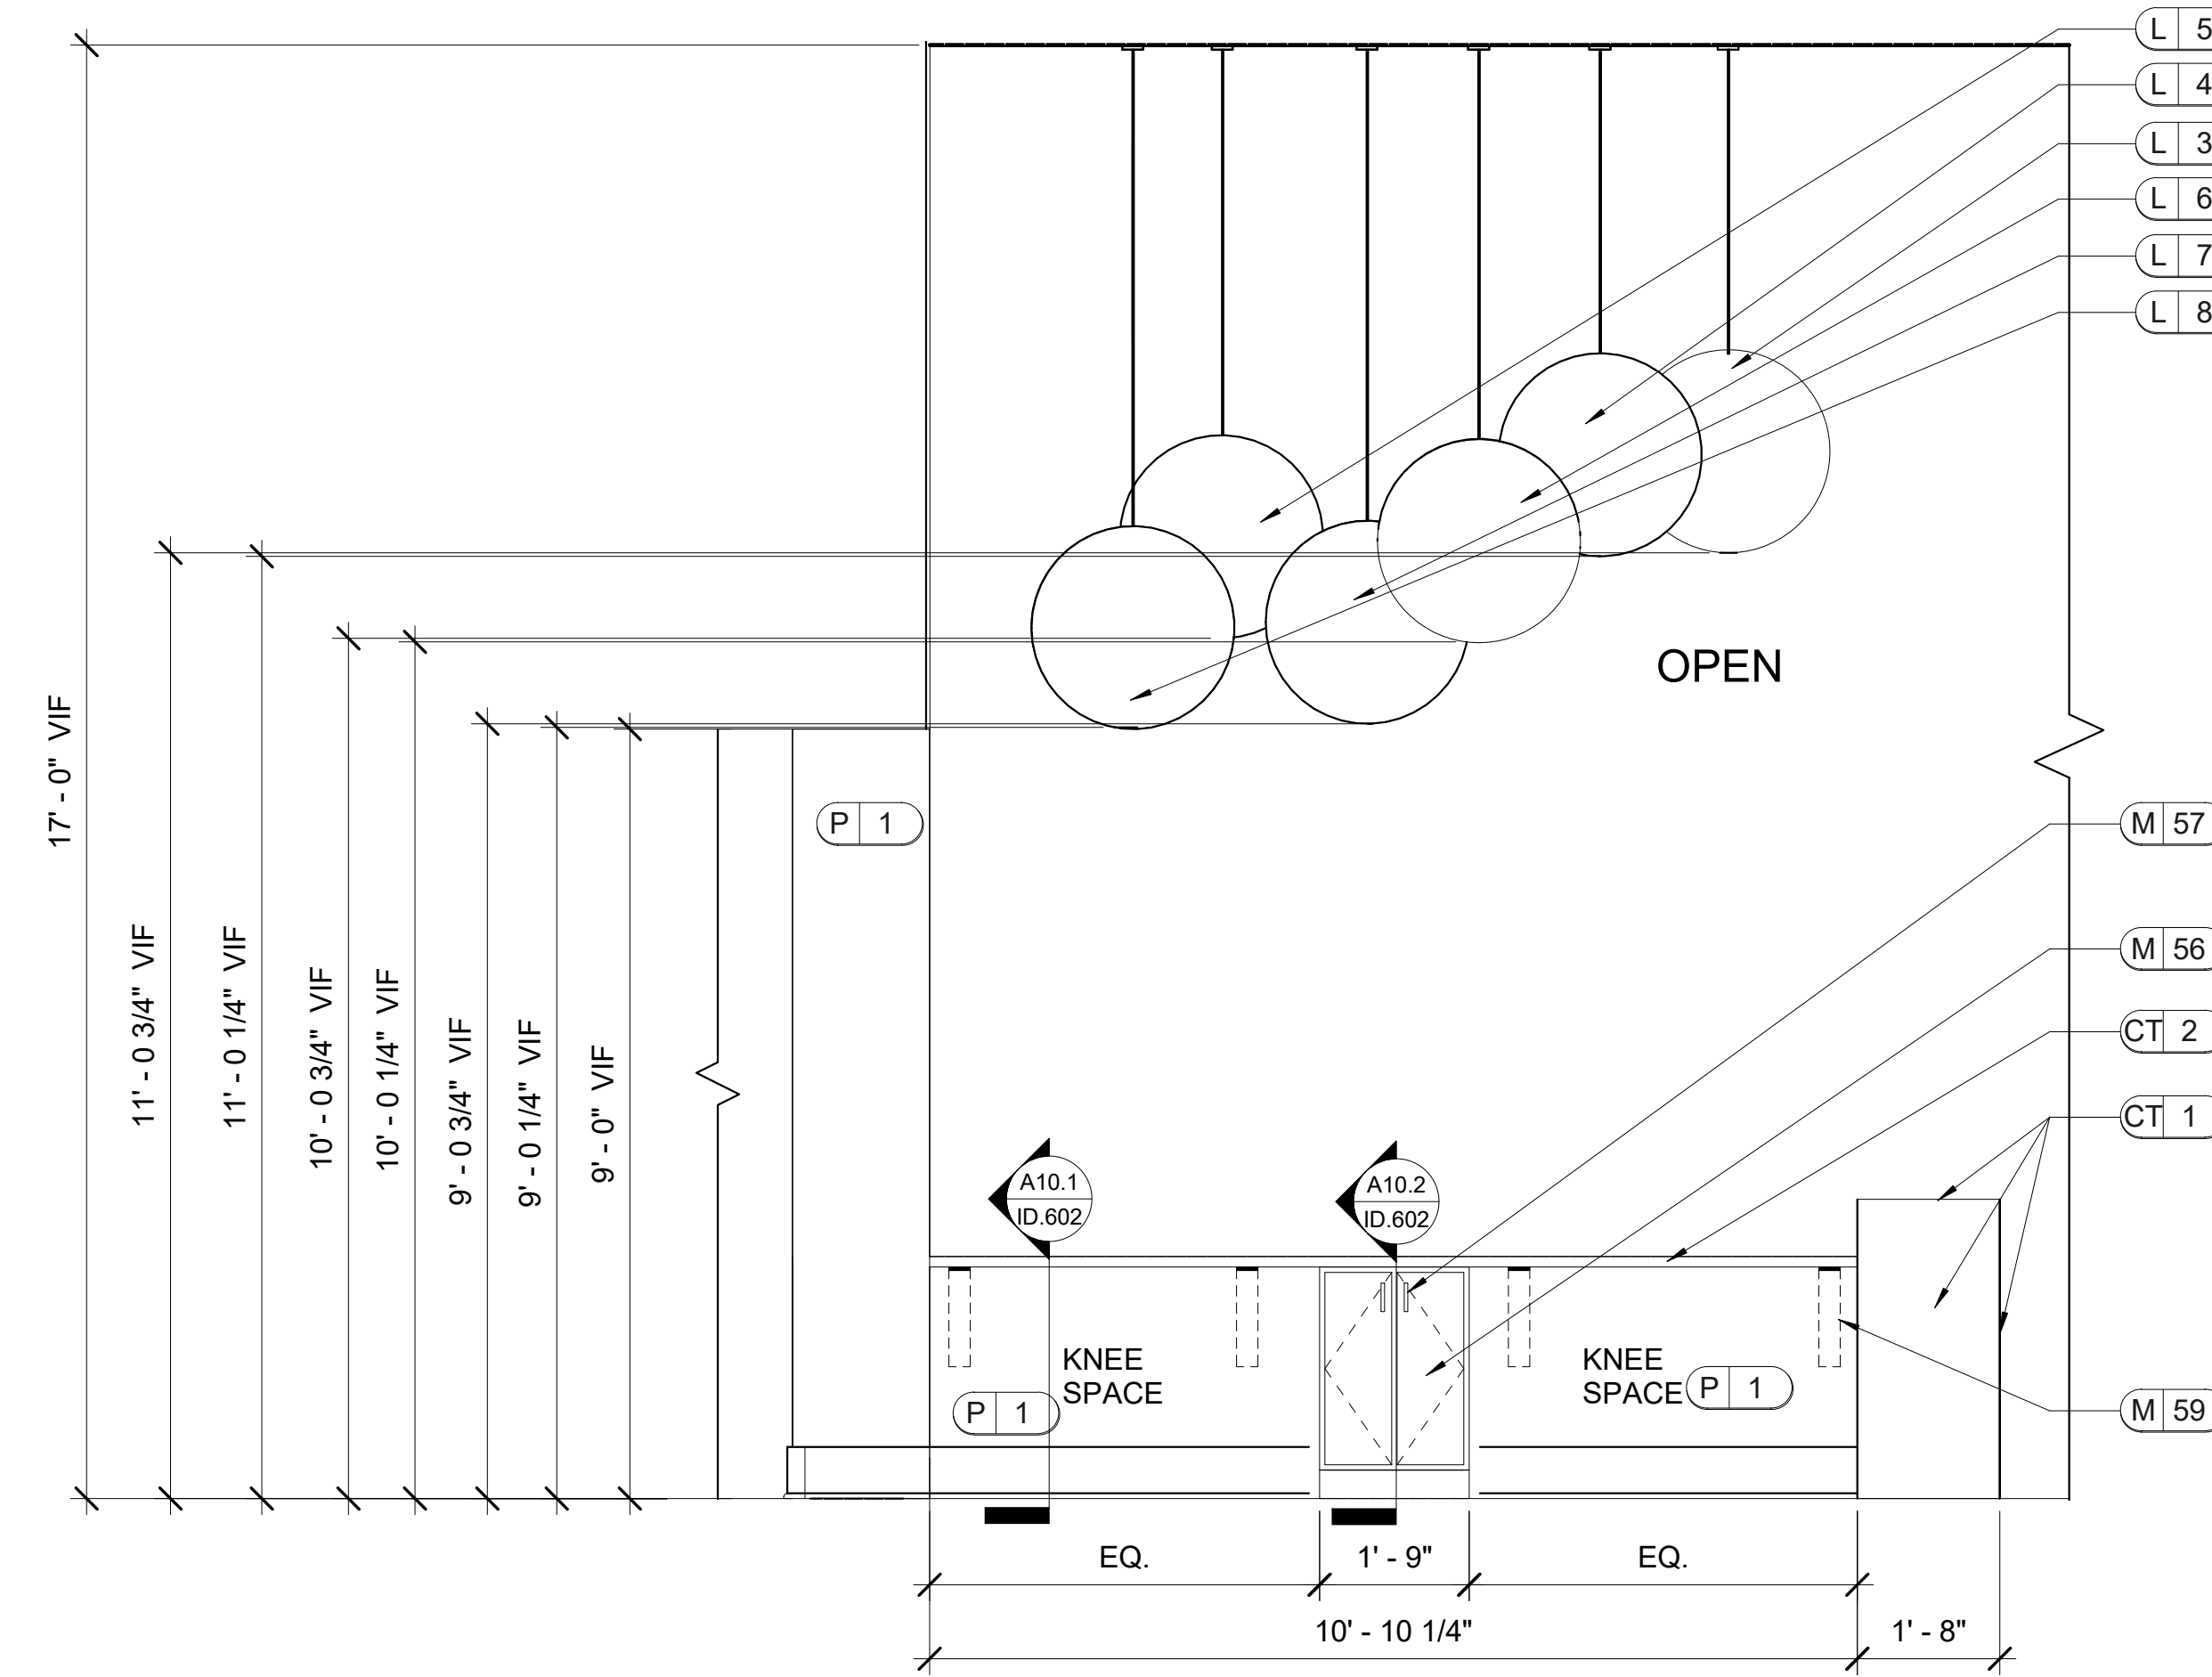 L 5
L 4
L 3
L 6
L 7
L 8
OPEN
17' - 0" VIF
11' - 0 3/4" VIF
11' - 0 1/4" VIF
10' - 0 3/4" VIF
10' - 0 1/4" VIF
9' - 0 3/4" VIF
9' - 0 1/4" VIF
9' - 0" VIF
P 1
M 57
M 56
CT 2
CT 1
A10.1
ID.602
A10.2
ID.602
KNEE
SPACE
P 1
KNEE
SPACE
P 1
M 59
EQ.
1' - 9"
EQ.
10' - 10 1/4"
1' - 8"